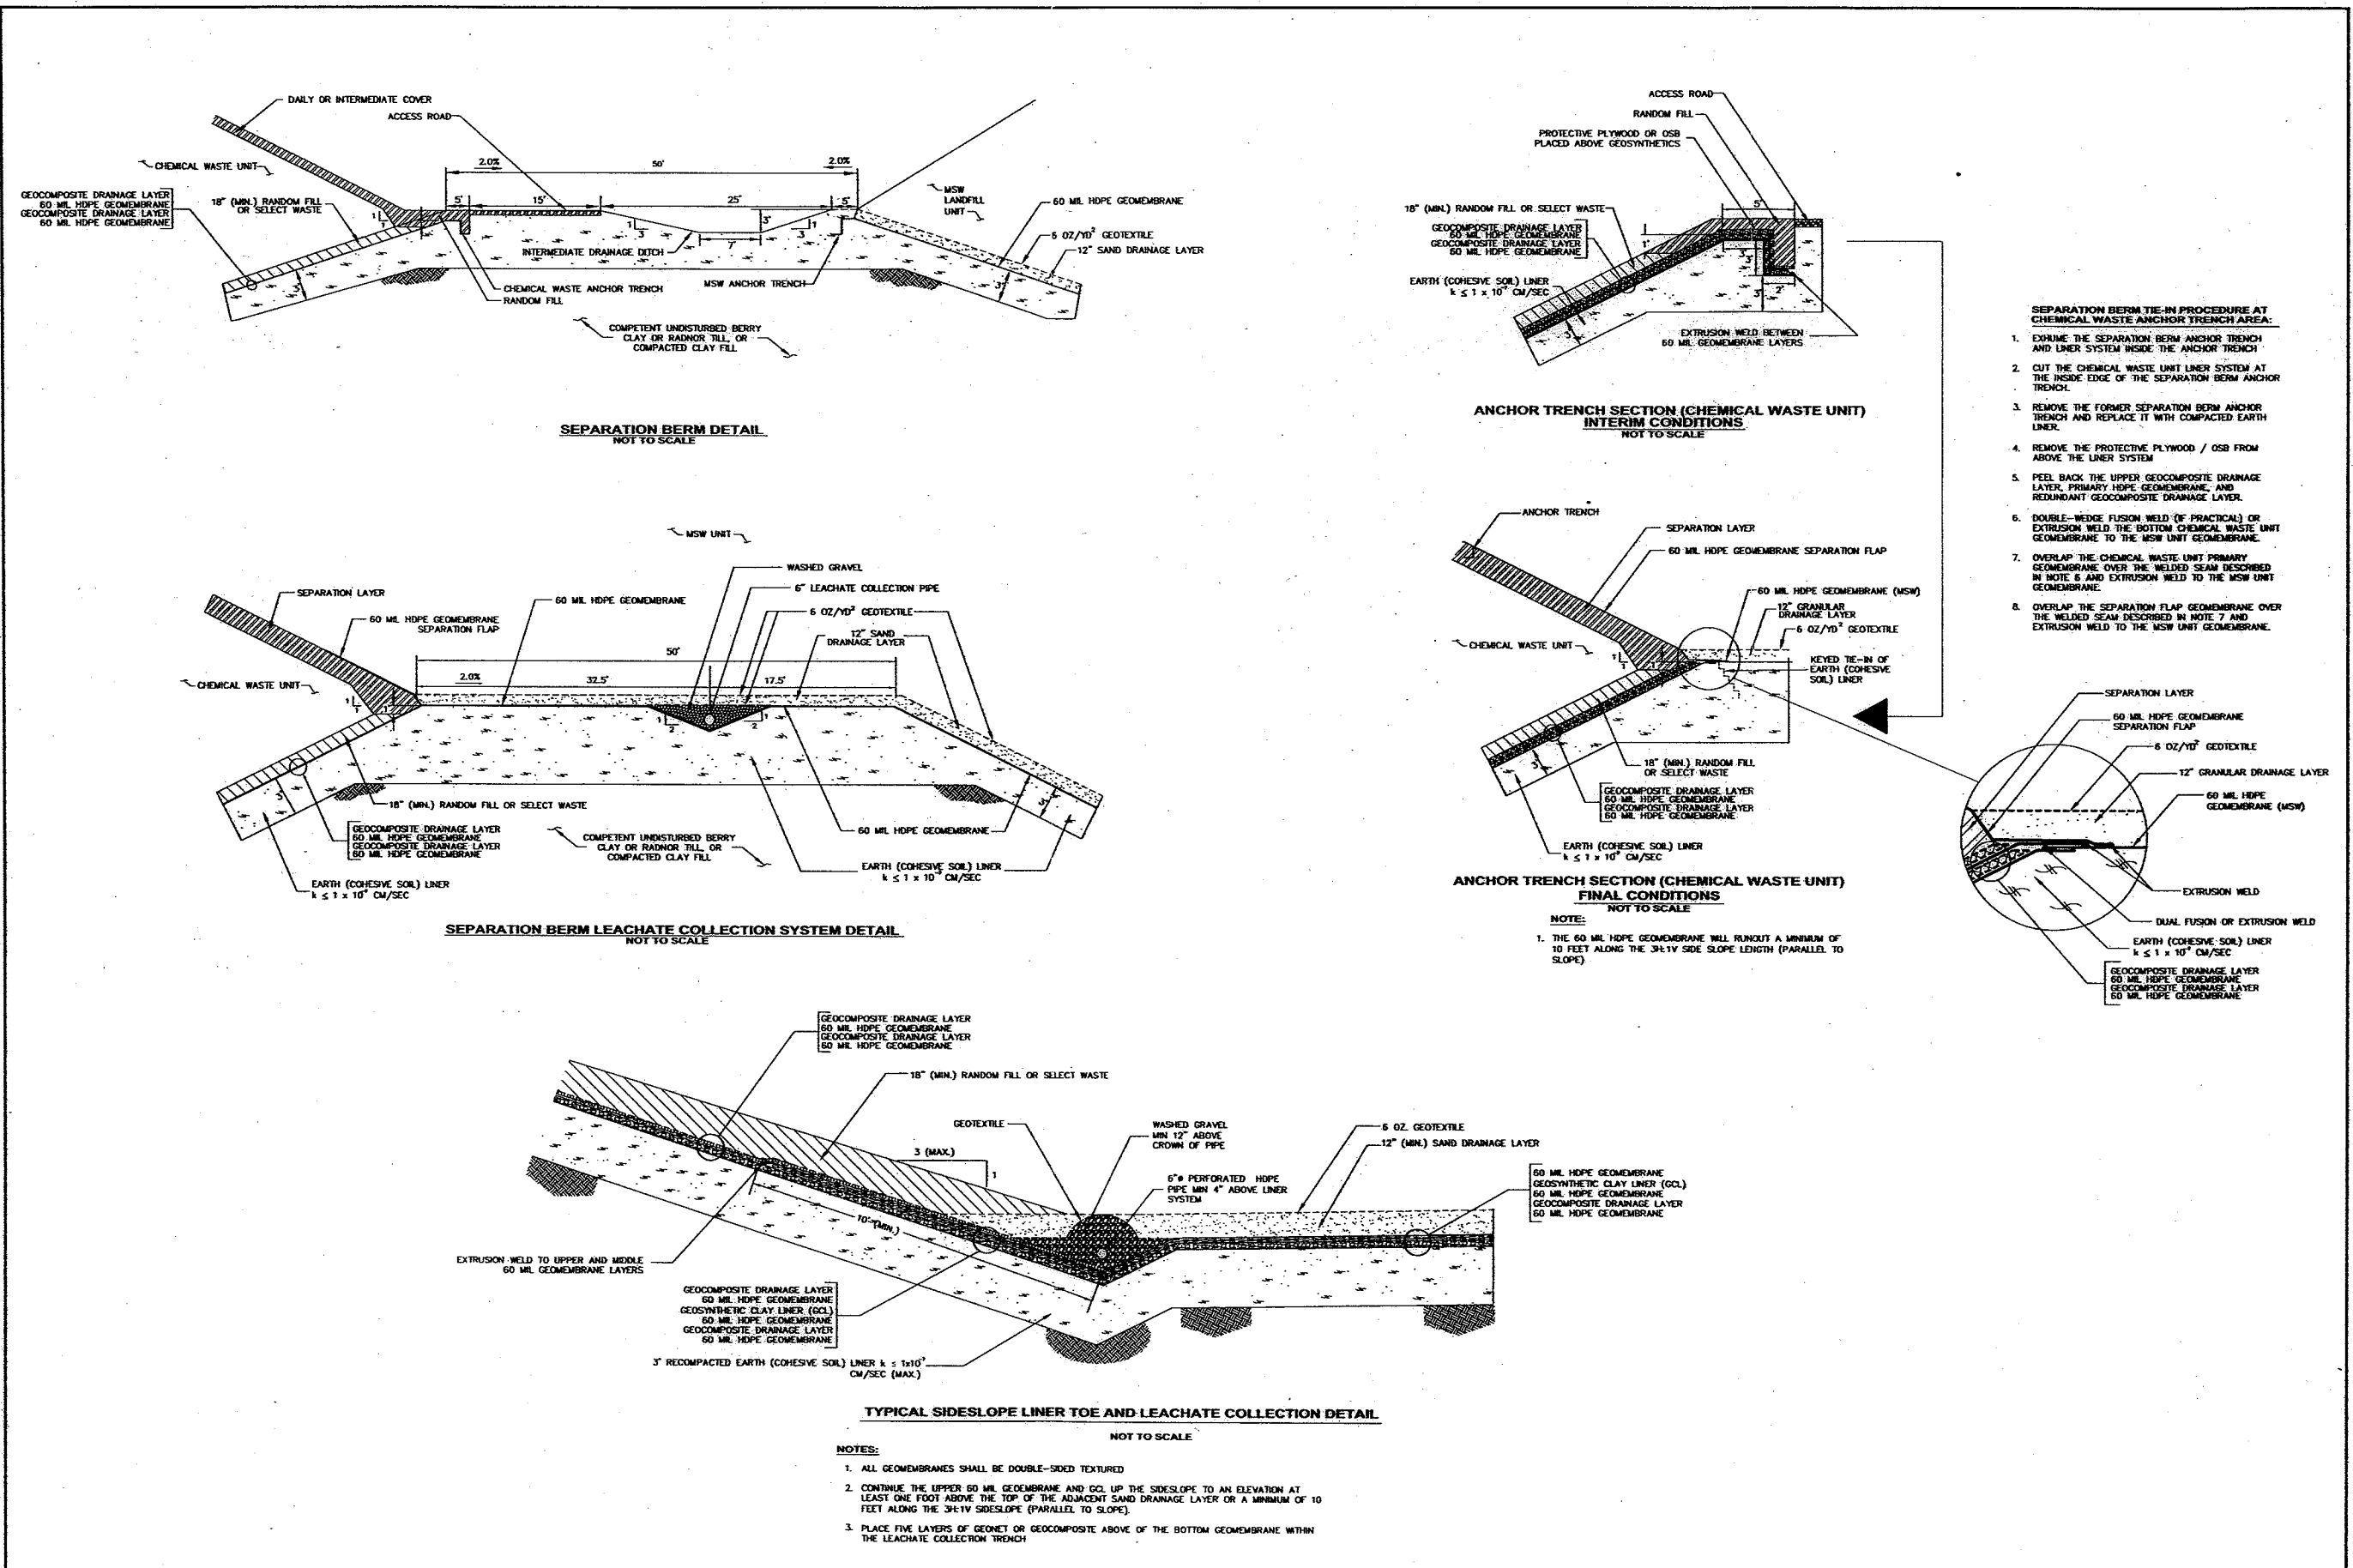 DAILY OR INTERMEDIATE COVER
ACCESS ROAD
CHEMICAL WASTE UNIT
GEOCOMPOSITE DRAINAGE LAYER
60 MIL HDPE GEOMEMBRANE
GEOCOMPOSITE DRAINAGE LAYER
60 MIL HDPE GEOMEMBRANE
18" (MIN.) RANDOM FILL
OR SELECT WASTE
2.0%
50'
2.0%
5'
15'
25'
5'
1
1
1
3
3'
7'
1
3
MSW
LANDFILL
UNIT
60 MIL HDPE GEOMEMBRANE
6 OZ/YD² GEOTEXTILE
12" SAND DRAINAGE LAYER
INTERMEDIATE DRAINAGE DITCH
MSW ANCHOR TRENCH
CHEMICAL WASTE ANCHOR TRENCH
RANDOM FILL
3'
3'
COMPETENT UNDISTURBED BERRY
CLAY OR RADNOR TILL, OR
COMPACTED CLAY FILL
SEPARATION BERM DETAIL
NOT TO SCALE
ACCESS ROAD
RANDOM FILL
PROTECTIVE PLYWOOD OR OSB
PLACED ABOVE GEOSYNTHETICS
18" (MIN.) RANDOM FILL OR SELECT WASTE
GEOCOMPOSITE DRAINAGE LAYER
60 MIL HDPE GEOMEMBRANE
GEOCOMPOSITE DRAINAGE LAYER
60 MIL HDPE GEOMEMBRANE
EARTH (COHESIVE SOIL) LINER
5'
1'
3'
3'
2'
3'
EXTRUSION WELD BETWEEN
60 MIL GEOMEMBRANE LAYERS
ANCHOR TRENCH SECTION (CHEMICAL WASTE UNIT)
INTERIM CONDITIONS
NOT TO SCALE
SEPARATION BERM TIE-IN PROCEDURE AT
CHEMICAL WASTE ANCHOR TRENCH AREA:
1. EXHUME THE SEPARATION BERM ANCHOR TRENCH
AND LINER SYSTEM INSIDE THE ANCHOR TRENCH
2. CUT THE CHEMICAL WASTE UNIT LINER SYSTEM AT
THE INSIDE EDGE OF THE SEPARATION BERM ANCHOR
TRENCH.
3. REMOVE THE FORMER SEPARATION BERM ANCHOR
TRENCH AND REPLACE IT WITH COMPACTED EARTH
LINER.
4. REMOVE THE PROTECTIVE PLYWOOD / OSB FROM
ABOVE THE LINER SYSTEM
5. PEEL BACK THE UPPER GEOCOMPOSITE DRAINAGE
LAYER, PRIMARY HDPE GEOMEMBRANE, AND
REDUNDANT GEOCOMPOSITE DRAINAGE LAYER.
6. DOUBLE-WEDGE FUSION WELD (IF PRACTICAL) OR
EXTRUSION WELD THE BOTTOM CHEMICAL WASTE UNIT
GEOMEMBRANE TO THE MSW UNIT GEOMEMBRANE.
7. OVERLAP THE CHEMICAL WASTE UNIT PRIMARY
GEOMEMBRANE OVER THE WELDED SEAM DESCRIBED
IN NOTE 6 AND EXTRUSION WELD TO THE MSW UNIT
GEOMEMBRANE.
8. OVERLAP THE SEPARATION FLAP GEOMEMBRANE OVER
THE WELDED SEAM DESCRIBED IN NOTE 7 AND
EXTRUSION WELD TO THE MSW UNIT GEOMEMBRANE.
MSW UNIT
WASHED GRAVEL
6" LEACHATE COLLECTION PIPE
6 OZ/YD² GEOTEXTILE
12" SAND
DRAINAGE LAYER
60 MIL HDPE GEOMEMBRANE
SEPARATION LAYER
60 MIL HDPE GEOMEMBRANE
SEPARATION FLAP
CHEMICAL WASTE UNIT
50'
2.0%
32.5'
17.5'
1
1
1
2
1
2
3'
3'
18" (MIN.) RANDOM FILL OR SELECT WASTE
GEOCOMPOSITE DRAINAGE LAYER
60 MIL HDPE GEOMEMBRANE
GEOCOMPOSITE DRAINAGE LAYER
60 MIL HDPE GEOMEMBRANE
COMPETENT UNDISTURBED BERRY
CLAY OR RADNOR TILL, OR
COMPACTED CLAY FILL
60 MIL HDPE GEOMEMBRANE
EARTH (COHESIVE SOIL) LINER
EARTH (COHESIVE SOIL) LINER
SEPARATION BERM LEACHATE COLLECTION SYSTEM DETAIL
NOT TO SCALE
ANCHOR TRENCH
SEPARATION LAYER
60 MIL HDPE GEOMEMBRANE SEPARATION FLAP
60 MIL HDPE GEOMEMBRANE (MSW)
12" GRANULAR
DRAINAGE LAYER
6 OZ/YD² GEOTEXTILE
CHEMICAL WASTE UNIT
KEYED TIE-IN OF
EARTH (COHESIVE
SOIL) LINER
1
1
3'
18" (MIN.) RANDOM FILL
OR SELECT WASTE
GEOCOMPOSITE DRAINAGE LAYER
60 MIL HDPE GEOMEMBRANE
GEOCOMPOSITE DRAINAGE LAYER
60 MIL HDPE GEOMEMBRANE
EARTH (COHESIVE SOIL) LINER
ANCHOR TRENCH SECTION (CHEMICAL WASTE UNIT)
FINAL CONDITIONS
NOT TO SCALE
NOTE:
1. THE 60 MIL HDPE GEOMEMBRANE WILL RUNOUT A MINIMUM OF
10 FEET ALONG THE 3H:1V SIDE SLOPE LENGTH (PARALLEL TO
SLOPE)
SEPARATION LAYER
60 MIL HDPE GEOMEMBRANE
SEPARATION FLAP
6 OZ/YD² GEOTEXTILE
12" GRANULAR DRAINAGE LAYER
60 MIL HDPE
GEOMEMBRANE (MSW)
EXTRUSION WELD
DUAL FUSION OR EXTRUSION WELD
EARTH (COHESIVE SOIL) LINER
GEOCOMPOSITE DRAINAGE LAYER
60 MIL HDPE GEOMEMBRANE
GEOCOMPOSITE DRAINAGE LAYER
60 MIL HDPE GEOMEMBRANE
GEOCOMPOSITE DRAINAGE LAYER
60 MIL HDPE GEOMEMBRANE
GEOCOMPOSITE DRAINAGE LAYER
60 MIL HDPE GEOMEMBRANE
18" (MIN.) RANDOM FILL OR SELECT WASTE
GEOTEXTILE
WASHED GRAVEL
MIN 12" ABOVE
CROWN OF PIPE
6 OZ. GEOTEXTILE
12" (MIN.) SAND DRAINAGE LAYER
3 (MAX.)
1
6"ø PERFORATED HDPE
PIPE MIN 4" ABOVE LINER
SYSTEM
60 MIL HDPE GEOMEMBRANE
GEOSYNTHETIC CLAY LINER (GCL)
60 MIL HDPE GEOMEMBRANE
GEOCOMPOSITE DRAINAGE LAYER
60 MIL HDPE GEOMEMBRANE
10' (MIN.)
EXTRUSION WELD TO UPPER AND MIDDLE
60 MIL GEOMEMBRANE LAYERS
GEOCOMPOSITE DRAINAGE LAYER
60 MIL HDPE GEOMEMBRANE
GEOSYNTHETIC CLAY LINER (GCL)
60 MIL HDPE GEOMEMBRANE
GEOCOMPOSITE DRAINAGE LAYER
60 MIL HDPE GEOMEMBRANE
3' RECOMPACTED EARTH (COHESIVE SOIL) LINER k ≤ 1x10⁻⁷
CM/SEC (MAX.)
TYPICAL SIDESLOPE LINER TOE AND LEACHATE COLLECTION DETAIL
NOT TO SCALE
NOTES:
1. ALL GEOMEMBRANES SHALL BE DOUBLE-SIDED TEXTURED
2. CONTINUE THE UPPER 60 MIL GEOEMBRANE AND GCL UP THE SIDESLOPE TO AN ELEVATION AT
LEAST ONE FOOT ABOVE THE TOP OF THE ADJACENT SAND DRAINAGE LAYER OR A MINIMUM OF 10
FEET ALONG THE 3H:1V SIDESLOPE (PARALLEL TO SLOPE).
3. PLACE FIVE LAYERS OF GEONET OR GEOCOMPOSITE ABOVE OF THE BOTTOM GEOMEMBRANE WITHIN
THE LEACHATE COLLECTION TRENCH